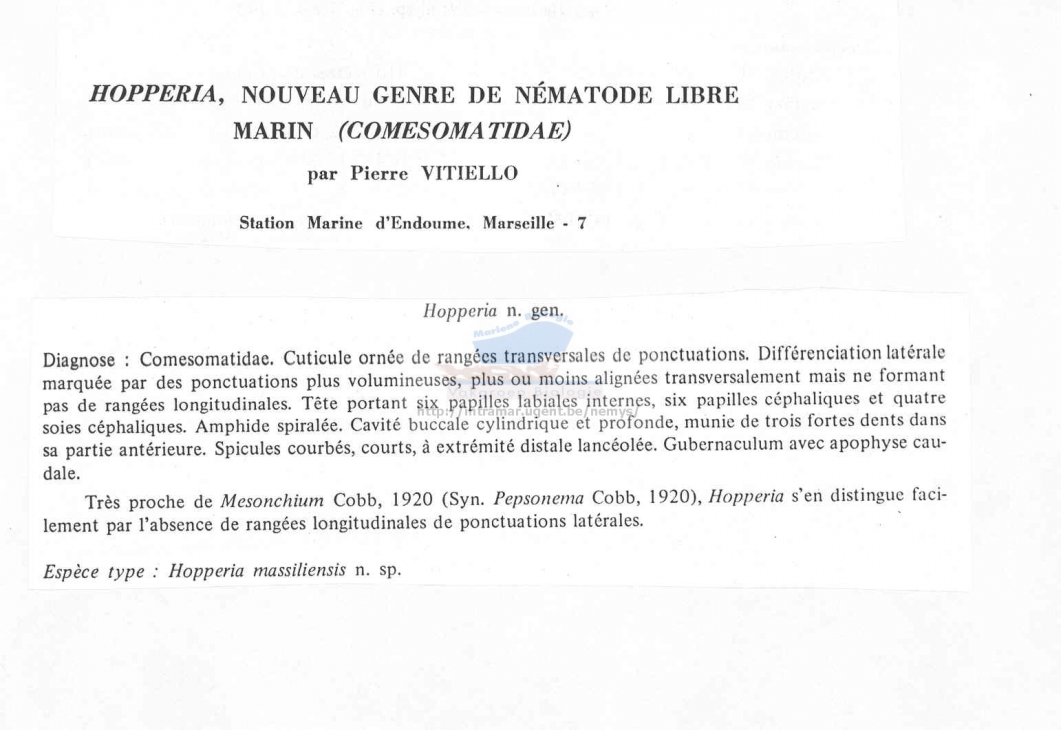 HOPPERIA, NOUVEAU GENRE DE NÉMATODE LIBRE
MARIN (COMESOMATIDAE)
par Pierre VITIELLO
Station Marine d'Endoume, Marseille - 7
Hopperia n. gen.
Diagnose : Comesomatidae. Cuticule ornée de rangées transversales de ponctuations. Différenciation latérale
marquée par des ponctuations plus volumineuses, plus ou moins alignées transversalement mais ne formant
pas de rangées longitudinales. Tête portant six papilles labiales internes, six papilles céphaliques et quatre
http://intramar.ugent.be/nemys/
soies céphaliques. Amphide spiralée. Cavité buccale cylindrique et profonde, munie de trois fortes dents dans
sa partie antérieure. Spicules courbés, courts, à extrémité distale lancéolée. Gubernaculum avec apophyse cau-
dale.
Très proche de Mesonchium Cobb, 1920 (Syn. Pepsonema Cobb, 1920), Hopperia s'en distingue faci-
lement par l'absence de rangées longitudinales de ponctuations latérales.
Espèce type : Hopperia massiliensis n. sp.